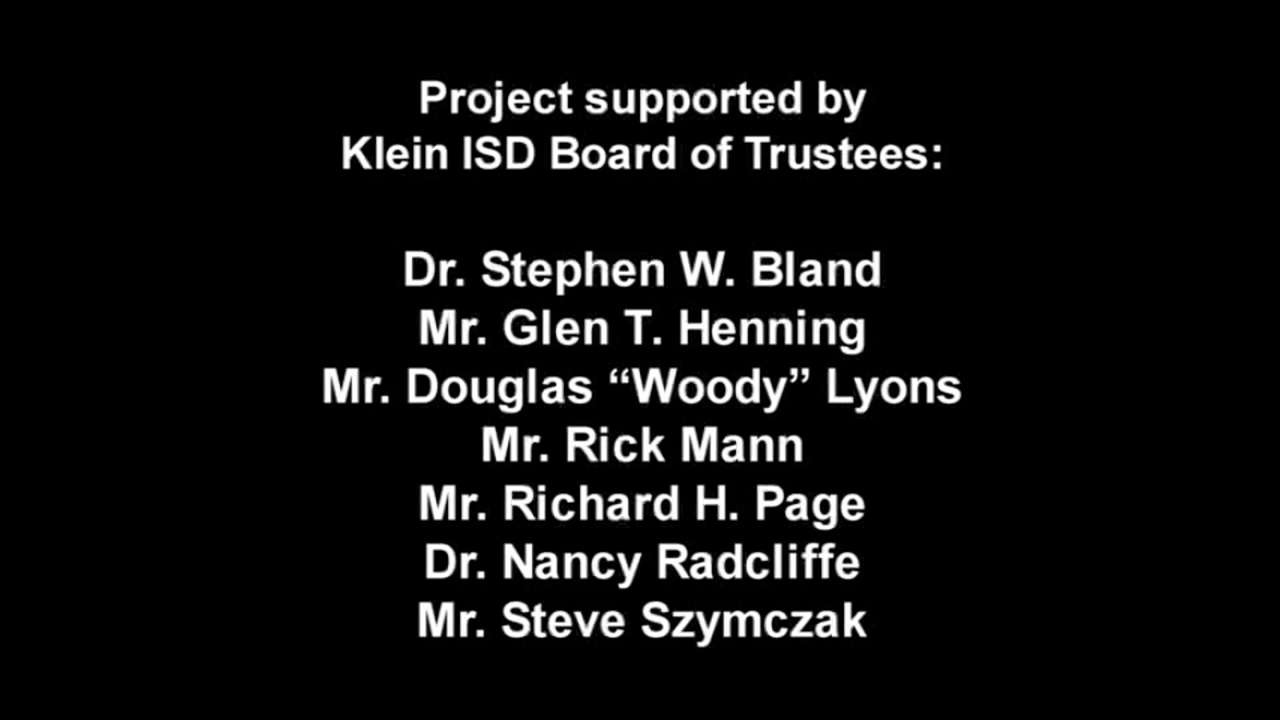 Project supported by
Klein ISD Board of Trustees:
Dr. Stephen W. Bland
Mr. Glen T. Henning
Mr. Douglas “Woody” Lyons
Mr. Rick Mann
Mr. Richard H. Page
Dr. Nancy Radcliffe
Mr. Steve Szymczak